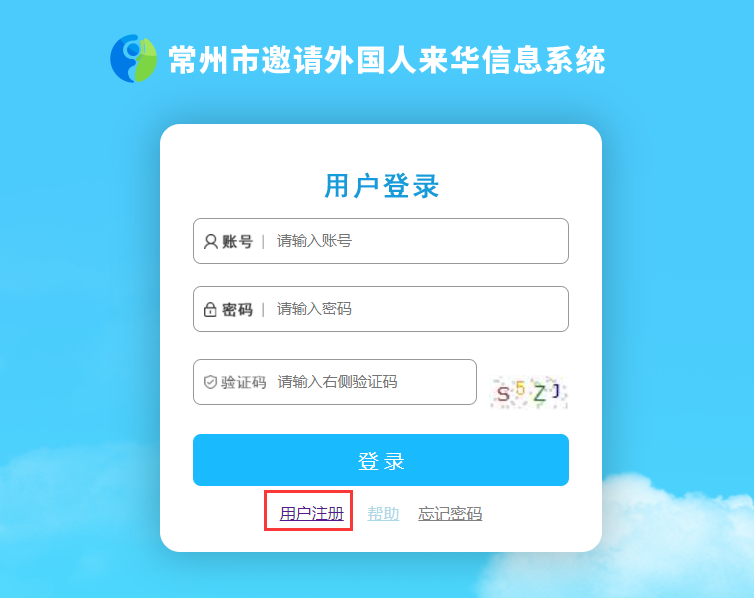 常州市邀请外国人来华信息系统
用户登录
账号 | 请输入账号
密码 | 请输入密码
验证码 请输入右侧验证码 S5ZJ
登录
用户注册 帮助 忘记密码